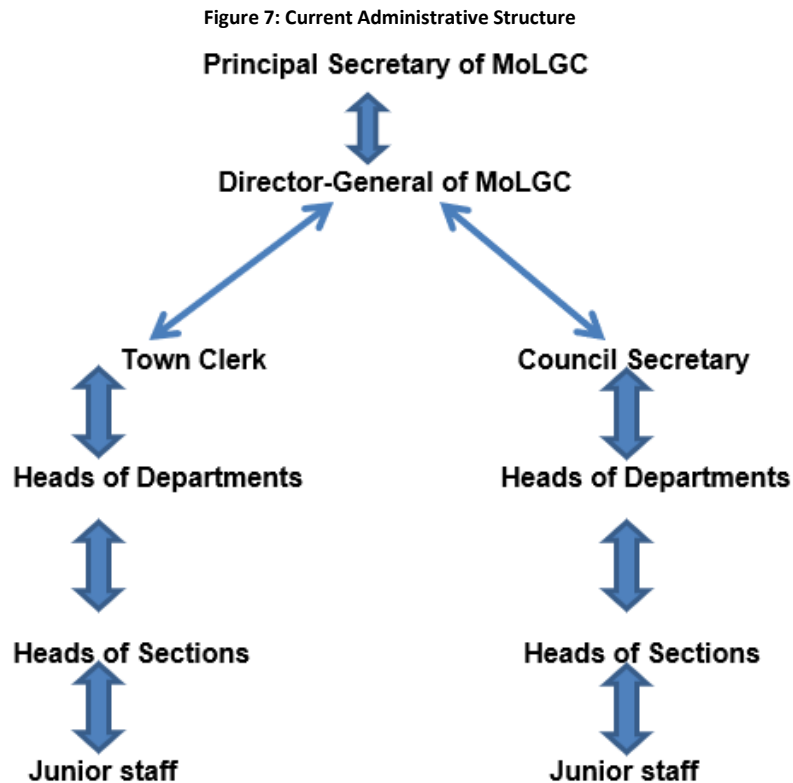 Figure 7: Current Administrative Structure
Principal Secretary of MoLGC
Director-General of MoLGC
Town Clerk
Council Secretary
Heads of Departments
Heads of Departments
Heads of Sections
Heads of Sections
Junior staff
Junior staff